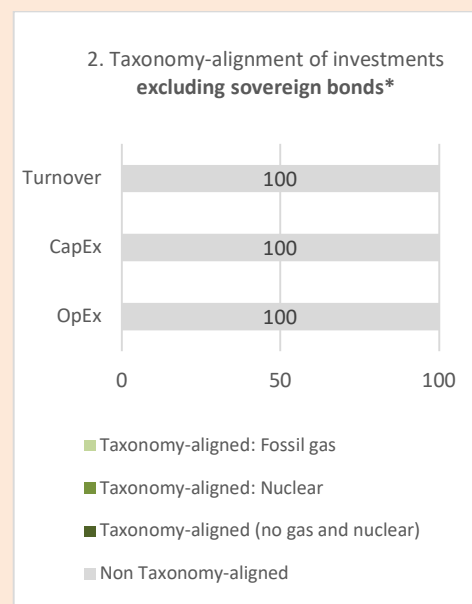 2. Taxonomy-alignment of investments
excluding sovereign bonds*
Turnover
100
CapEx
100
OpEx
100
0
50
100
Taxonomy-aligned: Fossil gas
Taxonomy-aligned: Nuclear
Taxonomy-aligned (no gas and nuclear)
Non Taxonomy-aligned